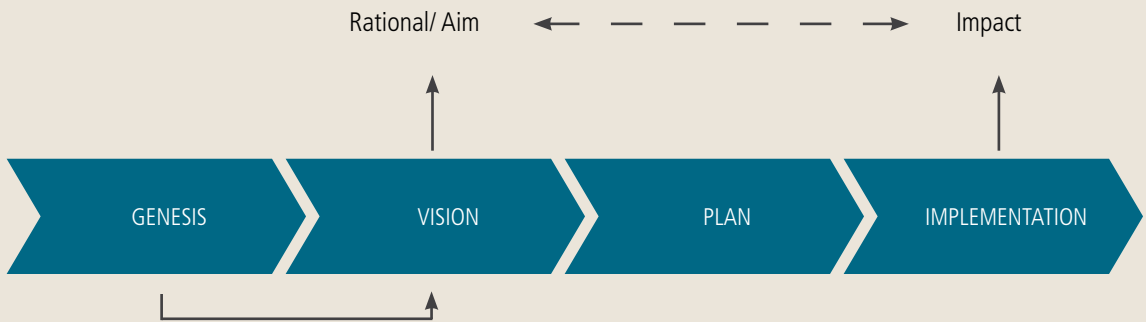 Rational/ Aim
Impact
GENESIS
VISION
PLAN
IMPLEMENTATION